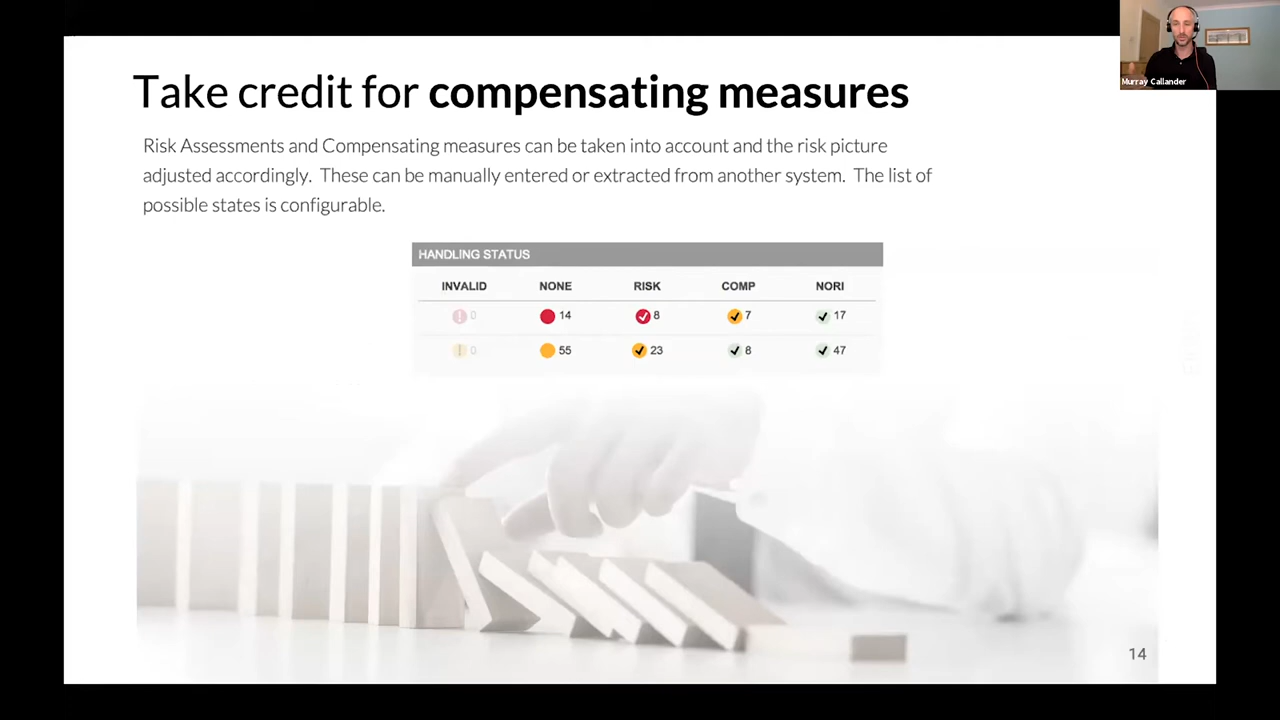 Murray Callander
Take credit for compensating measures
Risk Assessments and Compensating measures can be taken into account and the risk picture
adjusted accordingly. These can be manually entered or extracted from another system. The list of
possible states is configurable.
HANDLING STATUS
INVALID NONE RISK COMP NORI
0 14 8 7 17
0 55 23 8 47
14